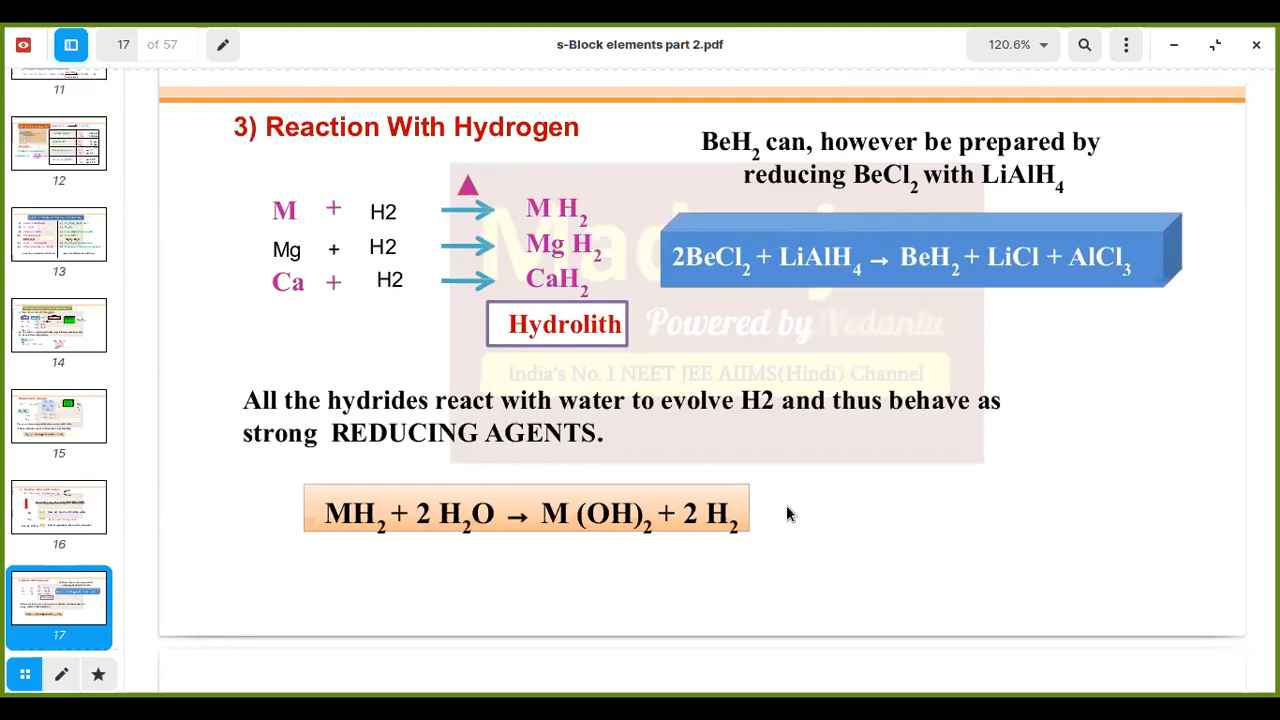 17 of 57
s-Block elements part 2.pdf
120.6%
11
12
13
14
15
16
17
3) Reaction With Hydrogen
BeH2 can, however be prepared by
reducing BeCl2 with LiAlH4
M + H2 → M H2
Mg + H2 → Mg H2
Ca + H2 → CaH2
Hydrolith
2BeCl2 + LiAlH4 → BeH2 + LiCl + AlCl3
Powered by
India's No. 1 NEET JEE AIIMS(Hindi) Channel
All the hydrides react with water to evolve H2 and thus behave as
strong REDUCING AGENTS.
MH2 + 2 H2O → M (OH)2 + 2 H2